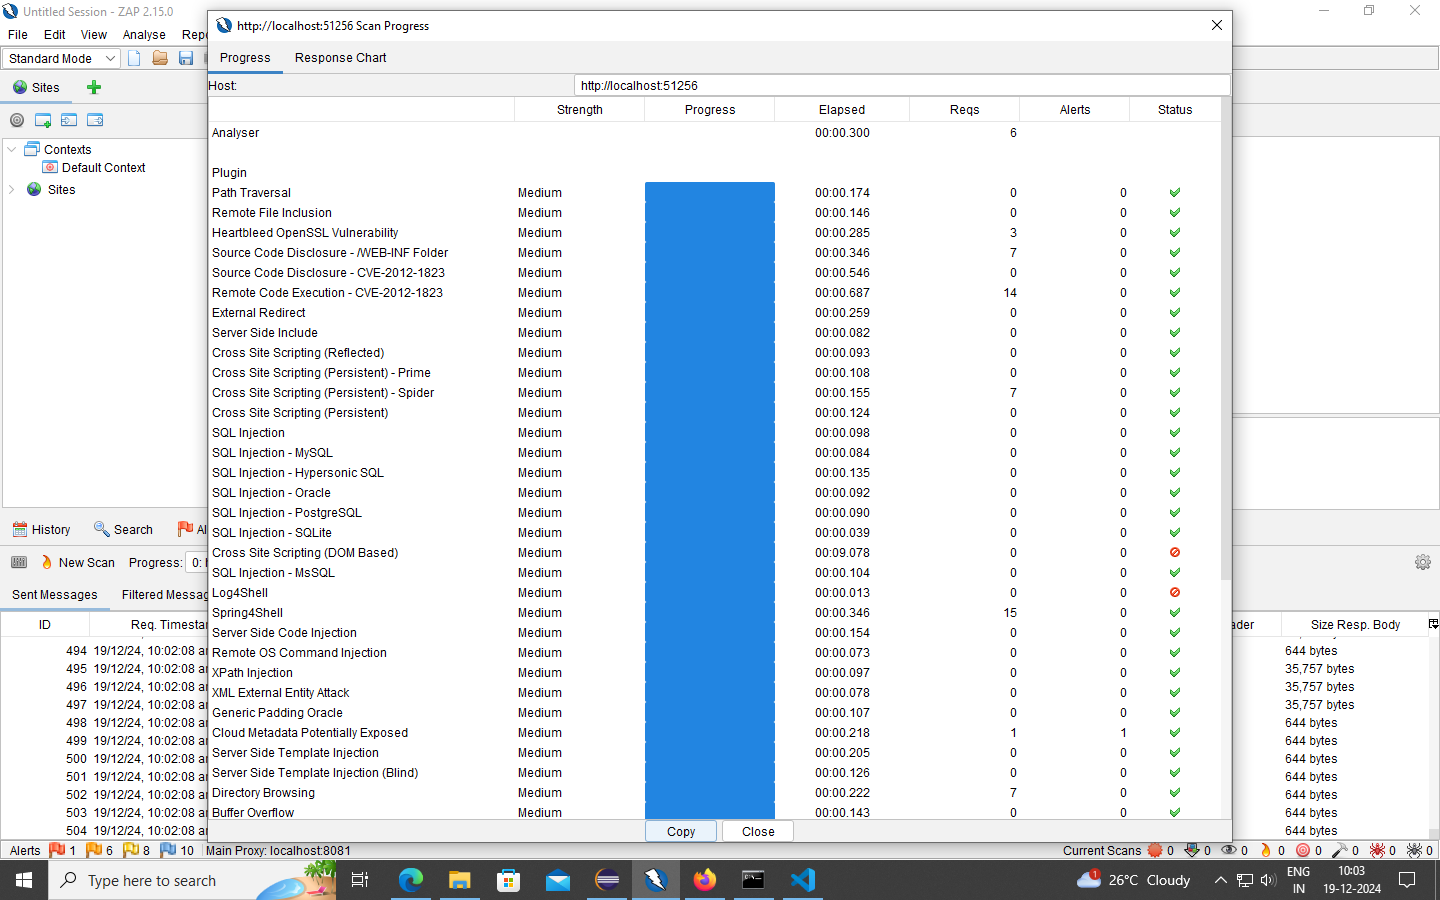 Untitled Session - ZAP 2.15.0
File Edit View Analyse Repo
Standard Mode
Sites
Contexts
Default Context
Sites
History Search Al
New Scan Progress: 0:
Sent Messages Filtered Messag
ID Req. Timestar
494 19/12/24, 10:02:08 a
495 19/12/24, 10:02:08 a
496 19/12/24, 10:02:08 a
497 19/12/24, 10:02:08 a
498 19/12/24, 10:02:08 a
499 19/12/24, 10:02:08 a
500 19/12/24, 10:02:08 a
501 19/12/24, 10:02:08 a
502 19/12/24, 10:02:08 a
503 19/12/24, 10:02:08 a
504 19/12/24, 10:02:08 a
http://localhost:51256 Scan Progress
Progress Response Chart
Host: http://localhost:51256
Strength Progress Elapsed Reqs Alerts Status
Analyser 00:00.300 6
Plugin
Path Traversal Medium 00:00.174 0 0
Remote File Inclusion Medium 00:00.146 0 0
Heartbleed OpenSSL Vulnerability Medium 00:00.285 3 0
Source Code Disclosure - /WEB-INF Folder Medium 00:00.346 7 0
Source Code Disclosure - CVE-2012-1823 Medium 00:00.546 0 0
Remote Code Execution - CVE-2012-1823 Medium 00:00.687 14 0
External Redirect Medium 00:00.259 0 0
Server Side Include Medium 00:00.082 0 0
Cross Site Scripting (Reflected) Medium 00:00.093 0 0
Cross Site Scripting (Persistent) - Prime Medium 00:00.108 0 0
Cross Site Scripting (Persistent) - Spider Medium 00:00.155 7 0
Cross Site Scripting (Persistent) Medium 00:00.124 0 0
SQL Injection Medium 00:00.098 0 0
SQL Injection - MySQL Medium 00:00.084 0 0
SQL Injection - Hypersonic SQL Medium 00:00.135 0 0
SQL Injection - Oracle Medium 00:00.092 0 0
SQL Injection - PostgreSQL Medium 00:00.090 0 0
SQL Injection - SQLite Medium 00:00.039 0 0
Cross Site Scripting (DOM Based) Medium 00:09.078 0 0
SQL Injection - MsSQL Medium 00:00.104 0 0
Log4Shell Medium 00:00.013 0 0
Spring4Shell Medium 00:00.346 15 0
Server Side Code Injection Medium 00:00.154 0 0
Remote OS Command Injection Medium 00:00.073 0 0
XPath Injection Medium 00:00.097 0 0
XML External Entity Attack Medium 00:00.078 0 0
Generic Padding Oracle Medium 00:00.107 0 0
Cloud Metadata Potentially Exposed Medium 00:00.218 1 1
Server Side Template Injection Medium 00:00.205 0 0
Server Side Template Injection (Blind) Medium 00:00.126 0 0
Directory Browsing Medium 00:00.222 7 0
Buffer Overflow Medium 00:00.143 0 0
Copy Close
ader Size Resp. Body
644 bytes
35,757 bytes
35,757 bytes
35,757 bytes
644 bytes
644 bytes
644 bytes
644 bytes
644 bytes
644 bytes
644 bytes
Alerts 1 6 8 10 Main Proxy: localhost:8081 Current Scans 0 0 0 0 0 0 0 0
Type here to search 1 26°C Cloudy ENG IN 10:03 19-12-2024